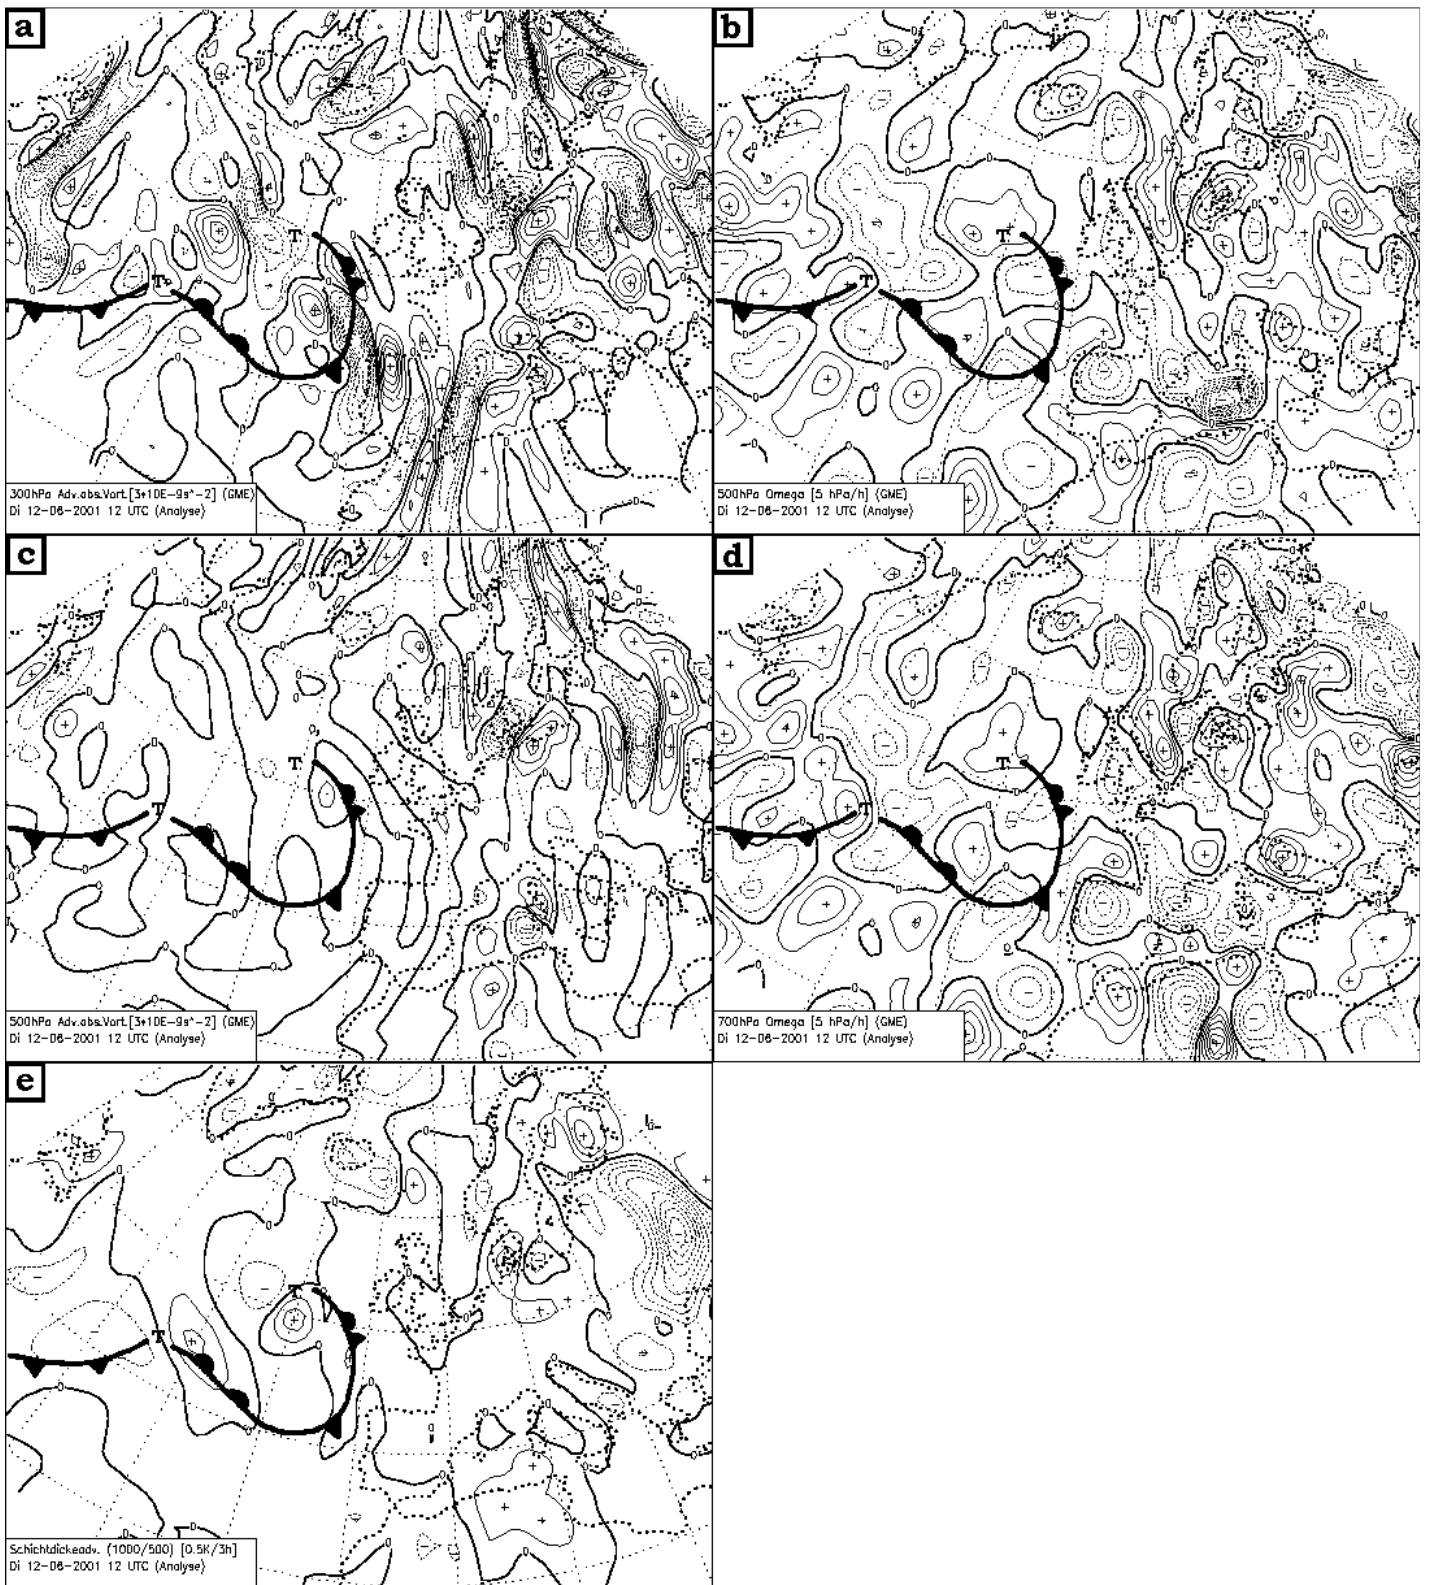 a
b
300hPa Adv.abs.Vort.[3+10E-9s^-2] (GME)
Di 12-06-2001 12 UTC (Analyse)
500hPa Omega [5 hPa/h] (GME)
Di 12-06-2001 12 UTC (Analyse)
c
d
500hPa Adv.abs.Vort.[3+10E-9s^-2] (GME)
Di 12-06-2001 12 UTC (Analyse)
700hPa Omega [5 hPa/h] (GME)
Di 12-06-2001 12 UTC (Analyse)
e
Schichtdickeadv. (1000/500) [0.5K/3h]
Di 12-06-2001 12 UTC (Analyse)